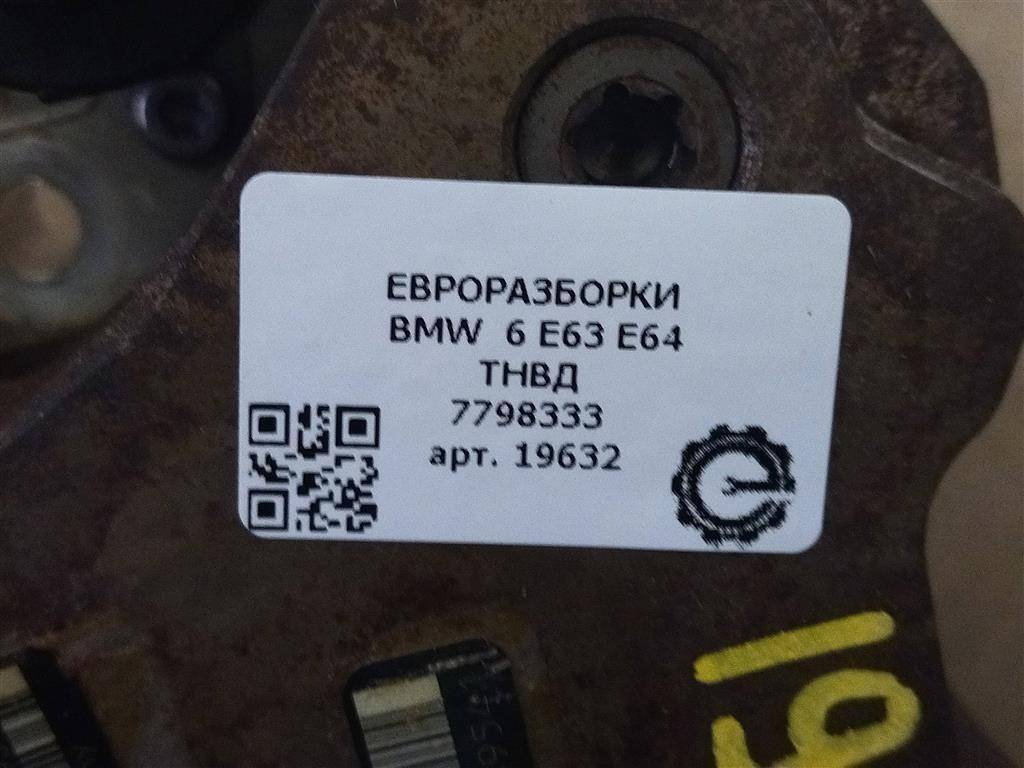 ЕВРОРАЗБОРКИ
BMW 6 E63 E64
ТНВД
7798333
арт. 19632